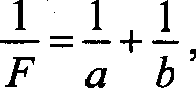 1/F = 1/a + 1/b,